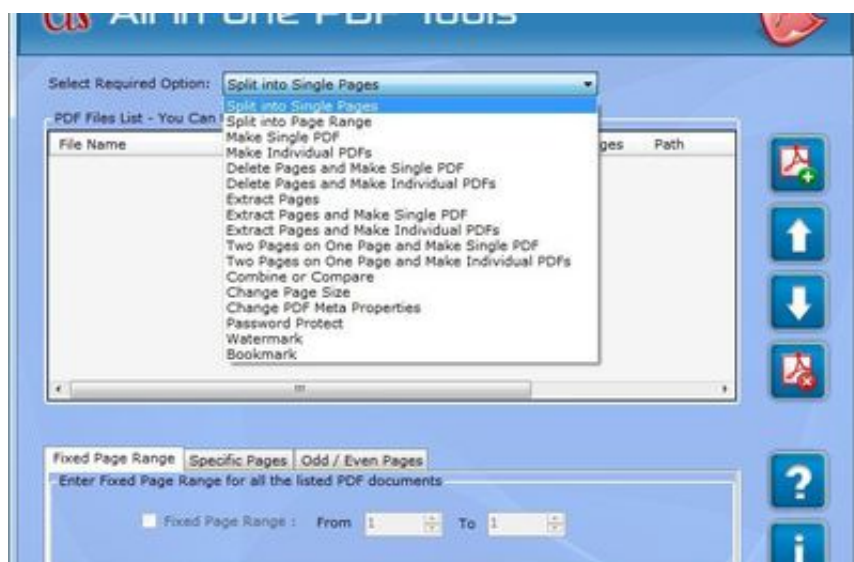 All in One PDF Tools
Select Required Option: Split into Single Pages
Split into Single Pages
PDF Files List - You Can
Split into Page Range
File Name
Make Single PDF
ges Path
Make Individual PDFs
Delete Pages and Make Single PDF
Delete Pages and Make Individual PDFs
Extract Pages
Extract Pages and Make Single PDF
Extract Pages and Make Individual PDFs
Two Pages on One Page and Make Single PDF
Two Pages on One Page and Make Individual PDFs
Combine or Compare
Change Page Size
Change PDF Meta Properties
Password Protect
Watermark
Bookmark
Fixed Page Range Specific Pages Odd / Even Pages
Enter Fixed Page Range for all the listed PDF documents
Fixed Page Range : From 1 To 1